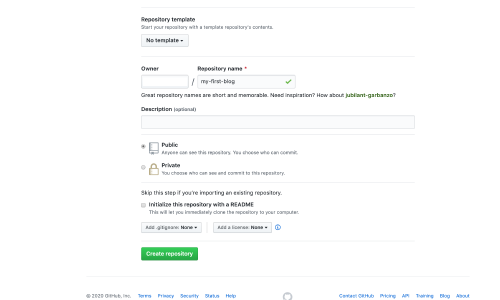 Repository template
Start your repository with a template repository's contents.
No template
Owner Repository name *
/ my-first-blog
Great repository names are short and memorable. Need inspiration? How about jubilant-garbanzo?
Description (optional)
Public
Anyone can see this repository. You choose who can commit.
Private
You choose who can see and commit to this repository.
Skip this step if you're importing an existing repository.
Initialize this repository with a README
This will let you immediately clone the repository to your computer.
Add .gitignore: None Add a license: None
Create repository
© 2020 GitHub, Inc. Terms Privacy Security Status Help Contact GitHub Pricing API Training Blog About